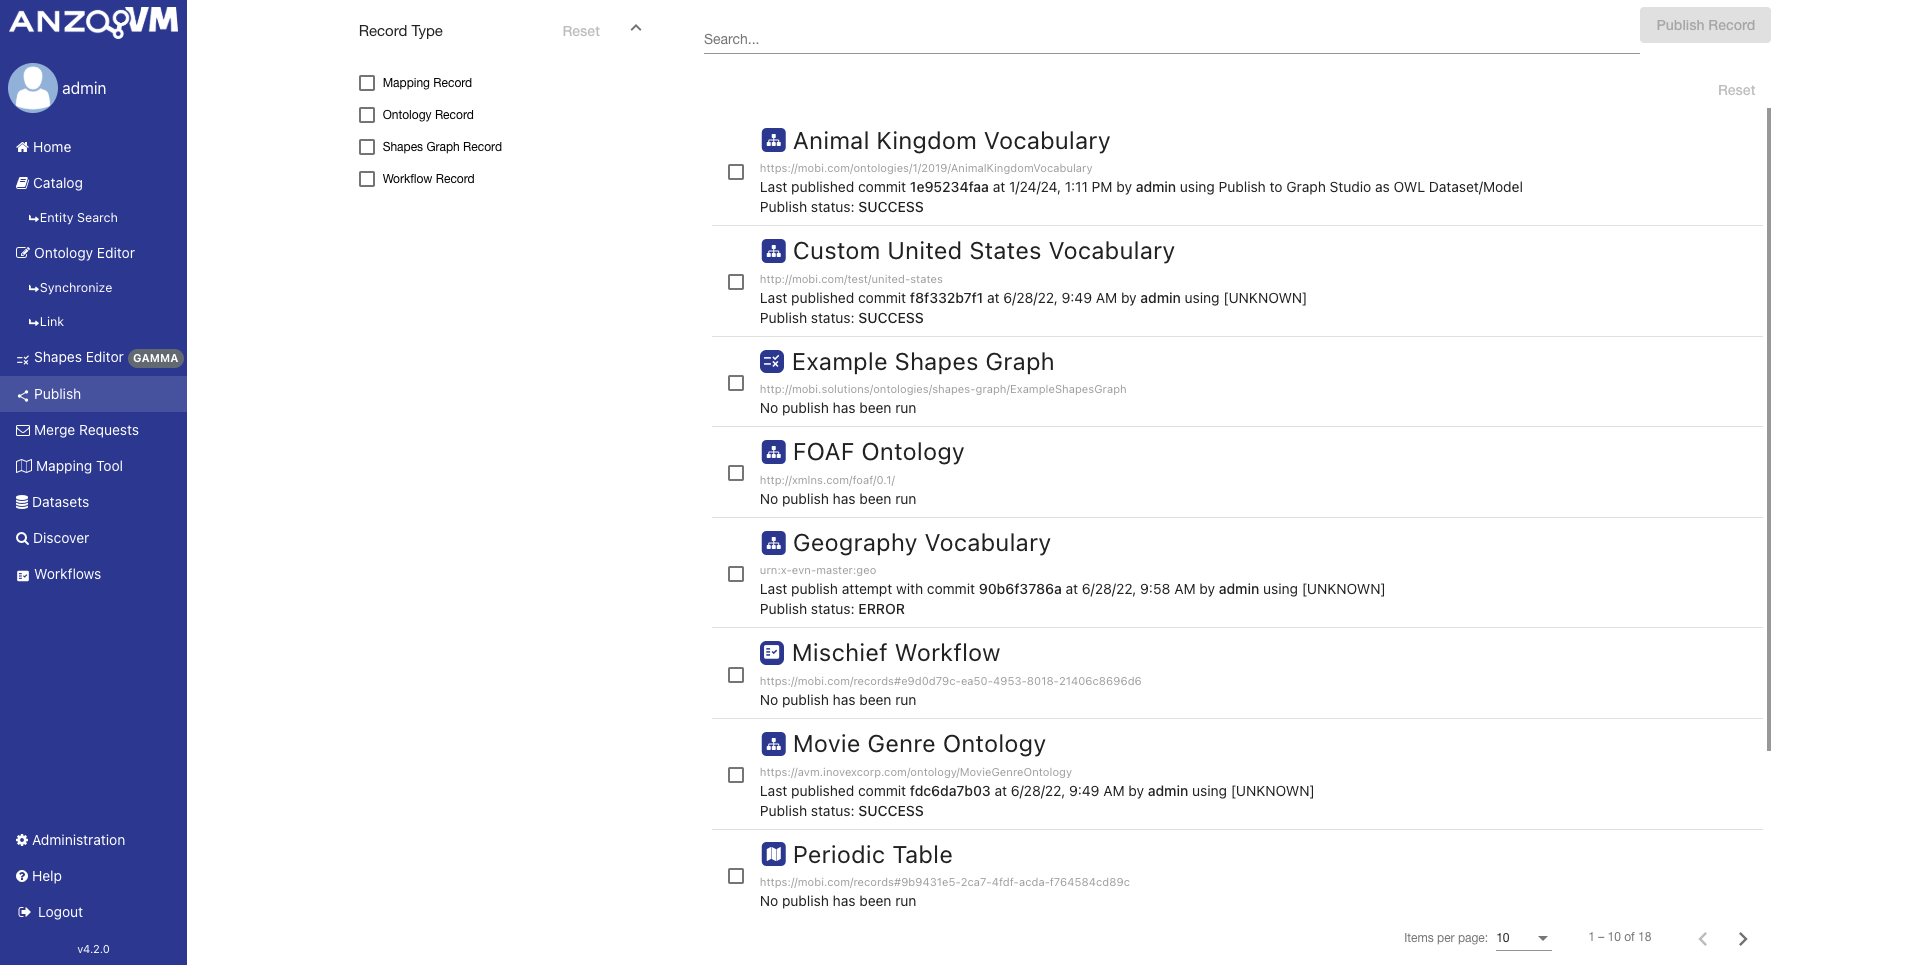 ANZOOVM
admin
Home
Catalog
Entity Search
Ontology Editor
Synchronize
Link
Shapes Editor GAMMA
Publish
Merge Requests
Mapping Tool
Datasets
Discover
Workflows
Administration
Help
Logout
v4.2.0
Record Type Reset
Mapping Record
Ontology Record
Shapes Graph Record
Workflow Record
Search...
Publish Record
Reset
Animal Kingdom Vocabulary
https://mobi.com/ontologies/1/2019/AnimalKingdomVocabulary
Last published commit 1e95234faa at 1/24/24, 1:11 PM by admin using Publish to Graph Studio as OWL Dataset/Model
Publish status: SUCCESS
Custom United States Vocabulary
http://mobi.com/test/united-states
Last published commit f8f332b7f1 at 6/28/22, 9:49 AM by admin using [UNKNOWN]
Publish status: SUCCESS
Example Shapes Graph
http://mobi.solutions/ontologies/shapes-graph/ExampleShapesGraph
No publish has been run
FOAF Ontology
http://xmlns.com/foaf/0.1/
No publish has been run
Geography Vocabulary
urn:x-evn-master:geo
Last publish attempt with commit 90b6f3786a at 6/28/22, 9:58 AM by admin using [UNKNOWN]
Publish status: ERROR
Mischief Workflow
https://mobi.com/records#e9d0d79c-ea50-4953-8018-21406c8696d6
No publish has been run
Movie Genre Ontology
https://avm.inovexcorp.com/ontology/MovieGenreOntology
Last published commit fdc6da7b03 at 6/28/22, 9:49 AM by admin using [UNKNOWN]
Publish status: SUCCESS
Periodic Table
https://mobi.com/records#9b9431e5-2ca7-4fdf-acda-f764584cd89c
No publish has been run
Items per page: 10 1 – 10 of 18